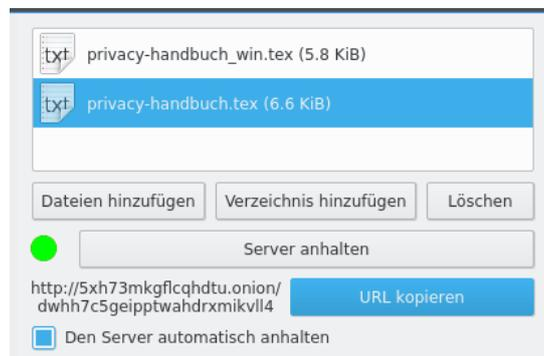 txt privacy-handbuch_win.tex (5.8 KiB)
txt privacy-handbuch.tex (6.6 KiB)
Dateien hinzufügen Verzeichnis hinzufügen Löschen
Server anhalten
http://5xh73mkgflcqhdtu.onion/
dwhh7c5geipptwahdrxmikvll4
URL kopieren
Den Server automatisch anhalten